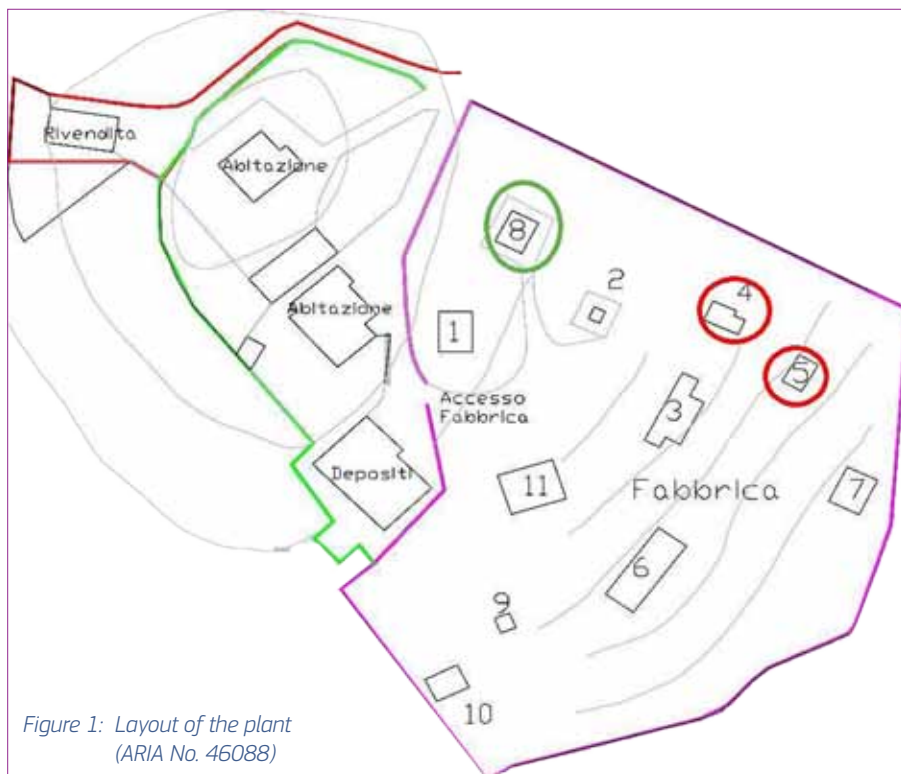 Rivendita
Abitazione
8
2
4
Abitazione
1
5
Accesso
Fabbrica
3
Depositi
11
Fabbrica
7
6
9
10
Figure 1: Layout of the plant
(ARIA No. 46088)